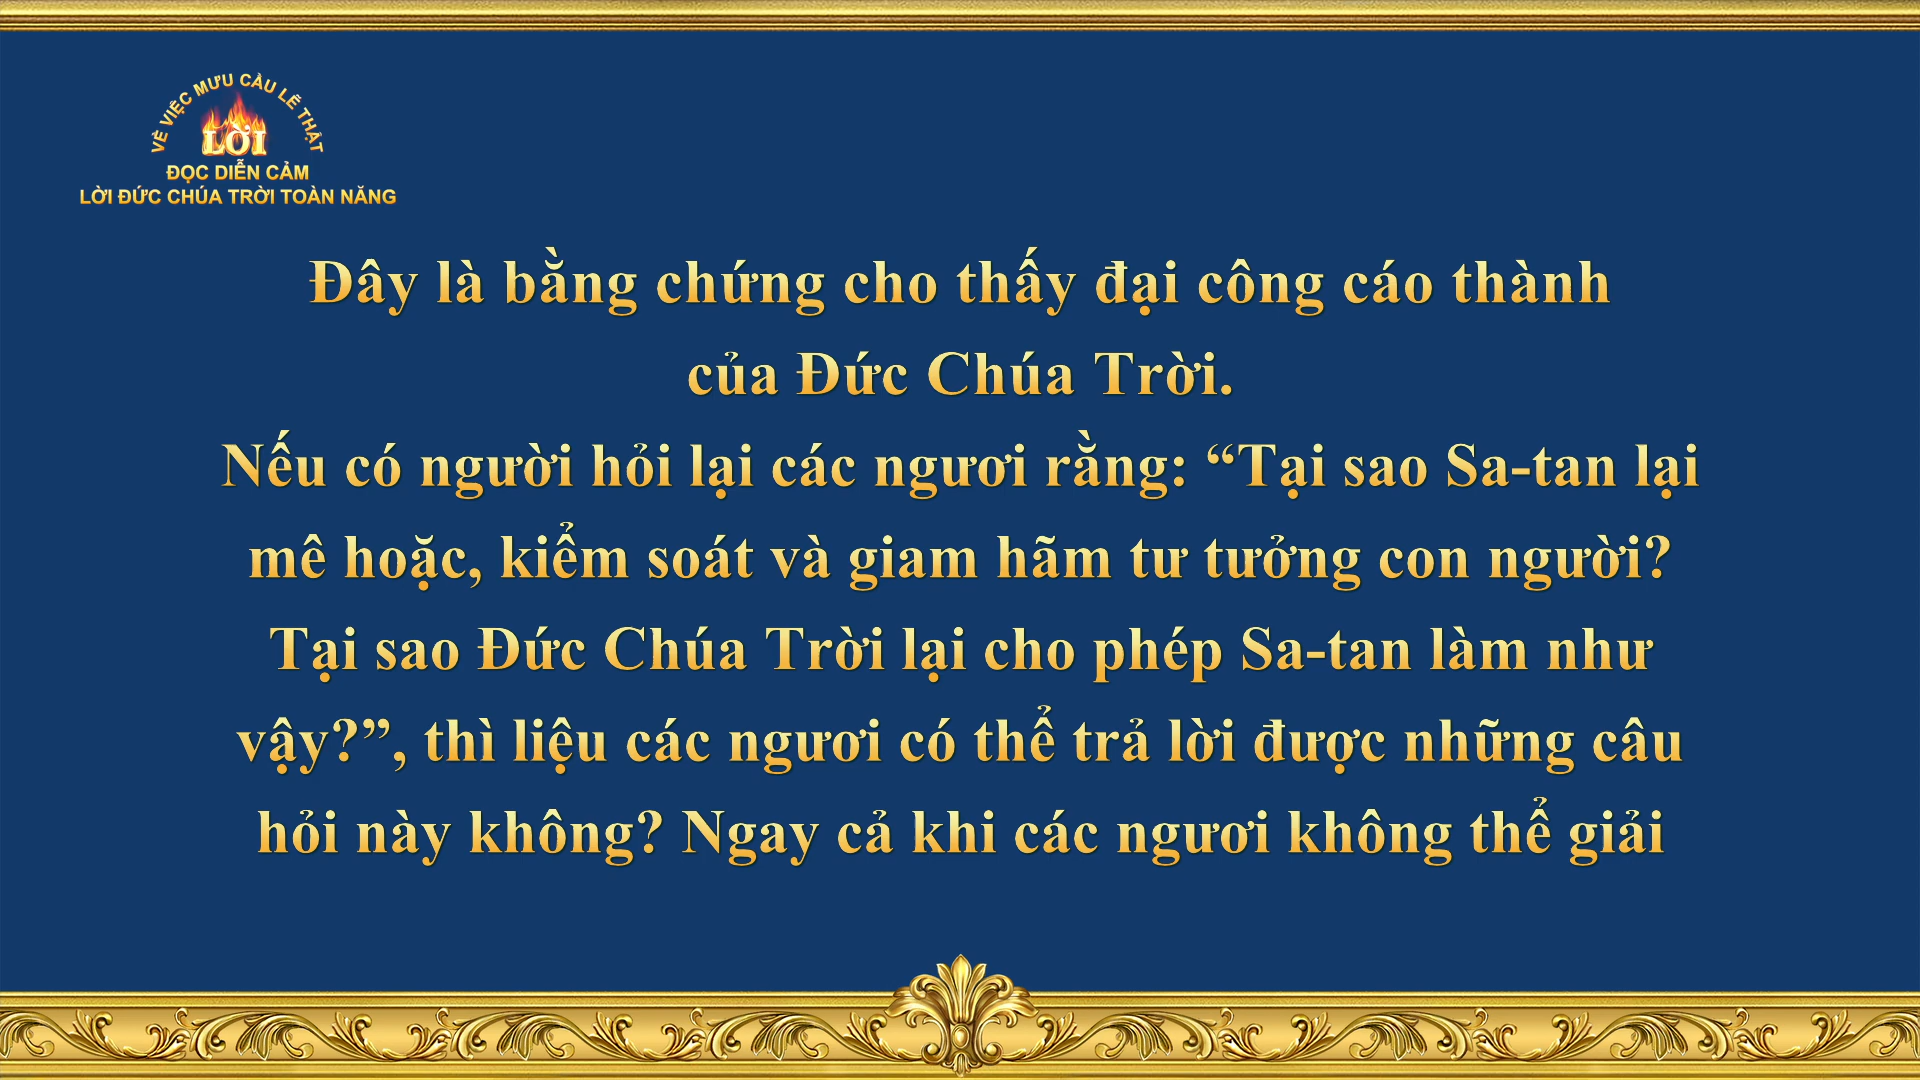 VỀ VIỆC MƯU CẦU LẼ THẬT
LỜI
ĐỌC DIỄN CẢM
LỜI ĐỨC CHÚA TRỜI TOÀN NĂNG
Đây là bằng chứng cho thấy đại công cáo thành
của Đức Chúa Trời.
Nếu có người hỏi lại các ngươi rằng: “Tại sao Sa-tan lại
mê hoặc, kiểm soát và giam hãm tư tưởng con người?
Tại sao Đức Chúa Trời lại cho phép Sa-tan làm như
vậy?”, thì liệu các ngươi có thể trả lời được những câu
hỏi này không? Ngay cả khi các ngươi không thể giải